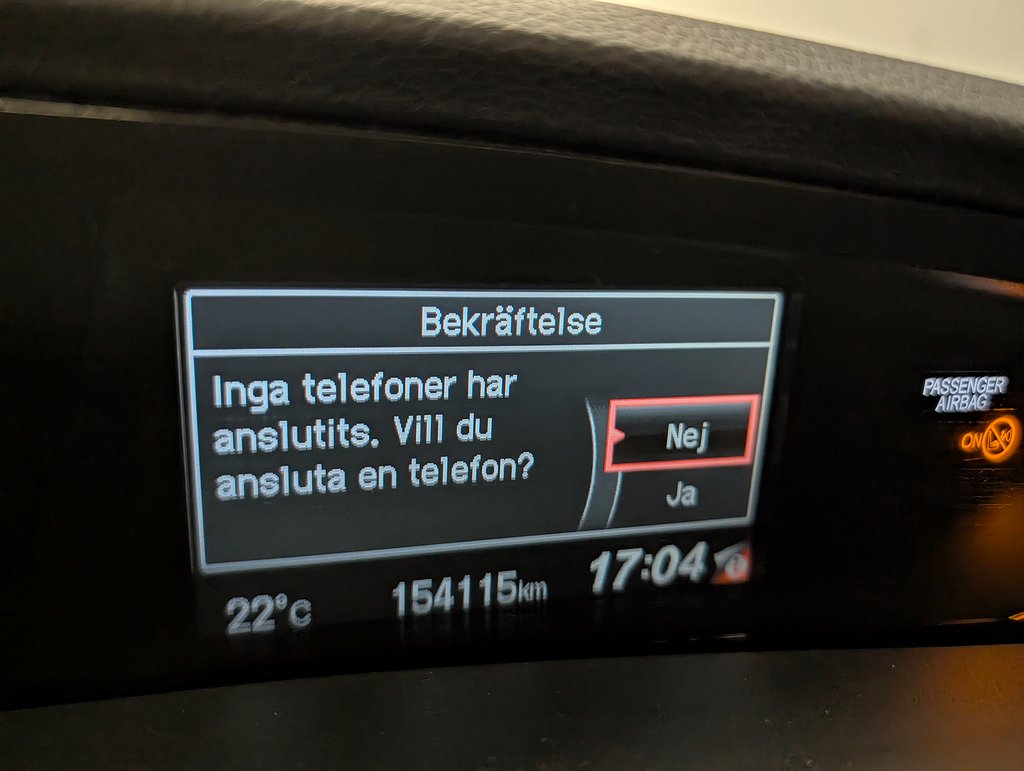 Bekräftelse
Inga telefoner har
anslutits. Vill du
ansluta en telefon?
Nej
Ja
22°C 154115km 17:04
PASSENGER
AIRBAG
ON